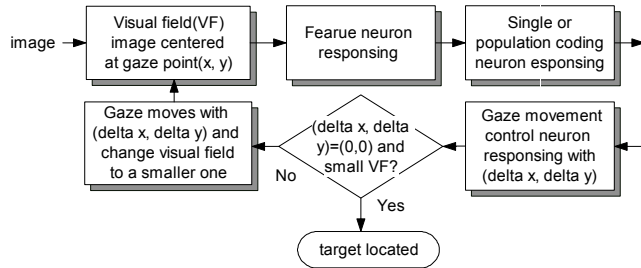 image
Visual field(VF)
image centered
at gaze point(x, y)
Fearue neuron
responsing
Single or
population coding
neuron esponsing
Gaze moves with
(delta x, delta y) and
change visual field
to a smaller one
(delta x, delta
y)=(0,0) and
small VF?
Gaze movement
control neuron
responsing with
(delta x, delta y)
No
Yes
target located